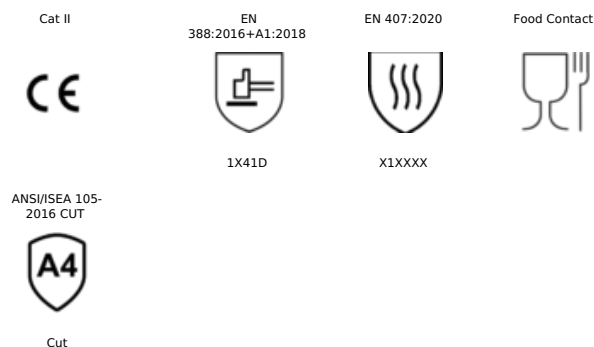 Cat II
EN
388:2016+A1:2018
EN 407:2020
Food Contact
CE
1X41D
X1XXXX
ANSI/ISEA 105-
2016 CUT
A4
Cut